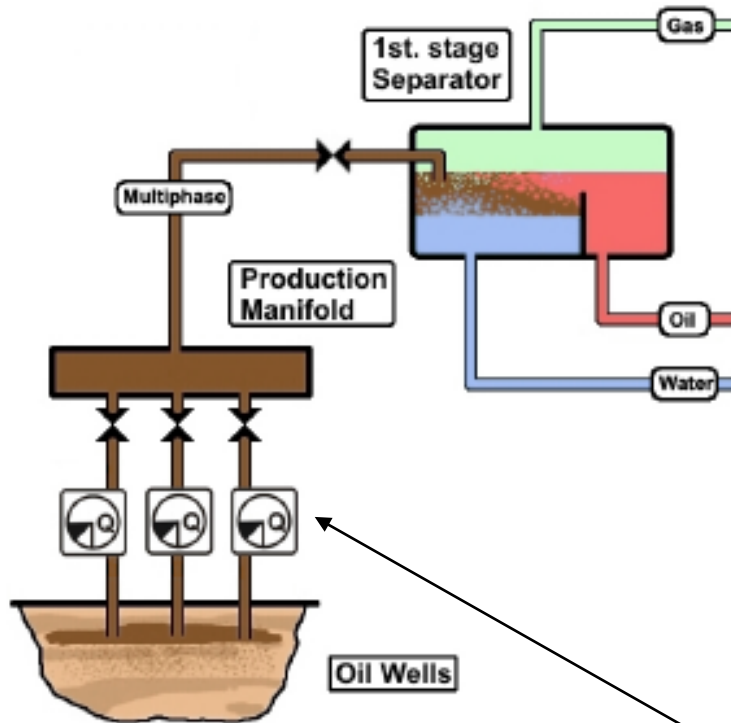 Gas
1st. stage
Separator
Multiphase
Production
Manifold
Oil
Water
Q
Q
Q
Oil Wells